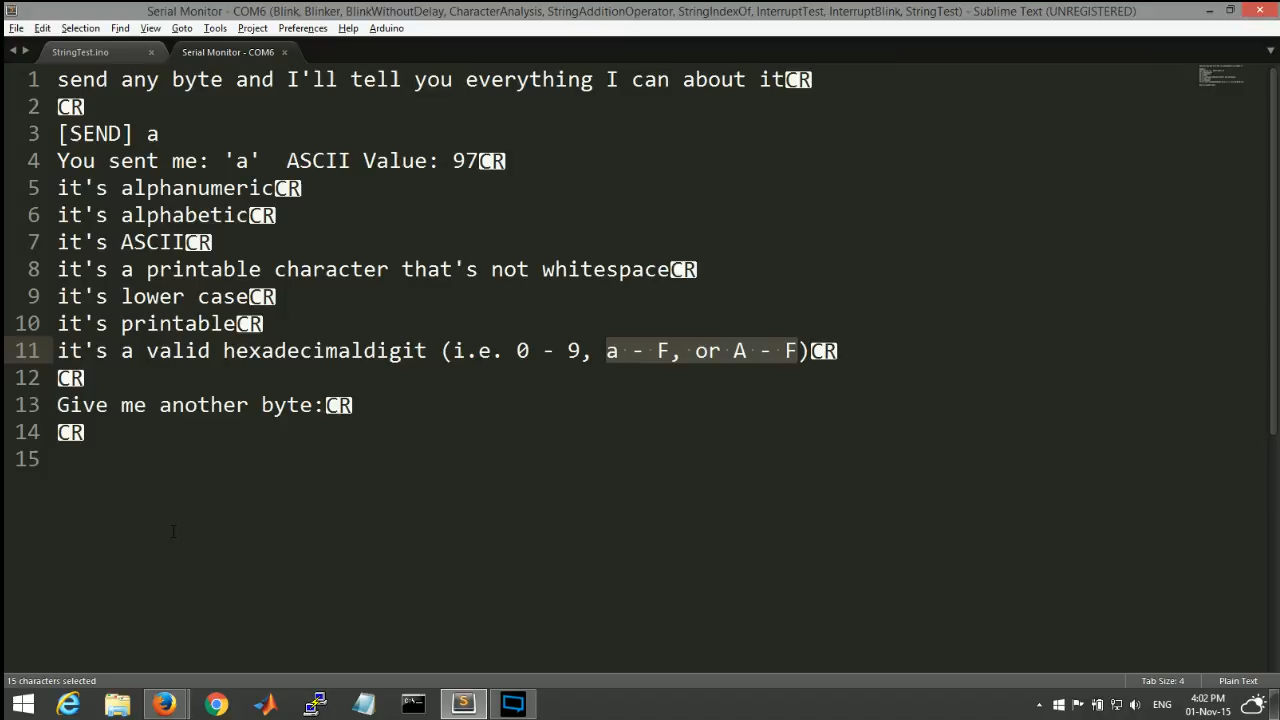 Serial Monitor - COM6 (Blink, Blinker, BlinkWithoutDelay, CharacterAnalysis, StringAdditionOperator, StringIndexOf, InterruptTest, InterruptBlink, StringTest) - Sublime Text (UNREGISTERED)
File Edit Selection Find View Goto Tools Project Preferences Help Arduino
StringTest.ino × Serial Monitor - COM6 ×
1 send any byte and I'll tell you everything I can about itCR
2 CR
3 [SEND] a
4 You sent me: 'a'  ASCII Value: 97CR
5 it's alphanumericCR
6 it's alphabeticCR
7 it's ASCIICR
8 it's a printable character that's not whitespaceCR
9 it's lower caseCR
10 it's printableCR
11 it's a valid hexadecimaldigit (i.e. 0 - 9, a - F, or A - F)CR
12 CR
13 Give me another byte:CR
14 CR
15
15 characters selected Tab Size: 4 Plain Text
ENG 4:02 PM
01-Nov-15